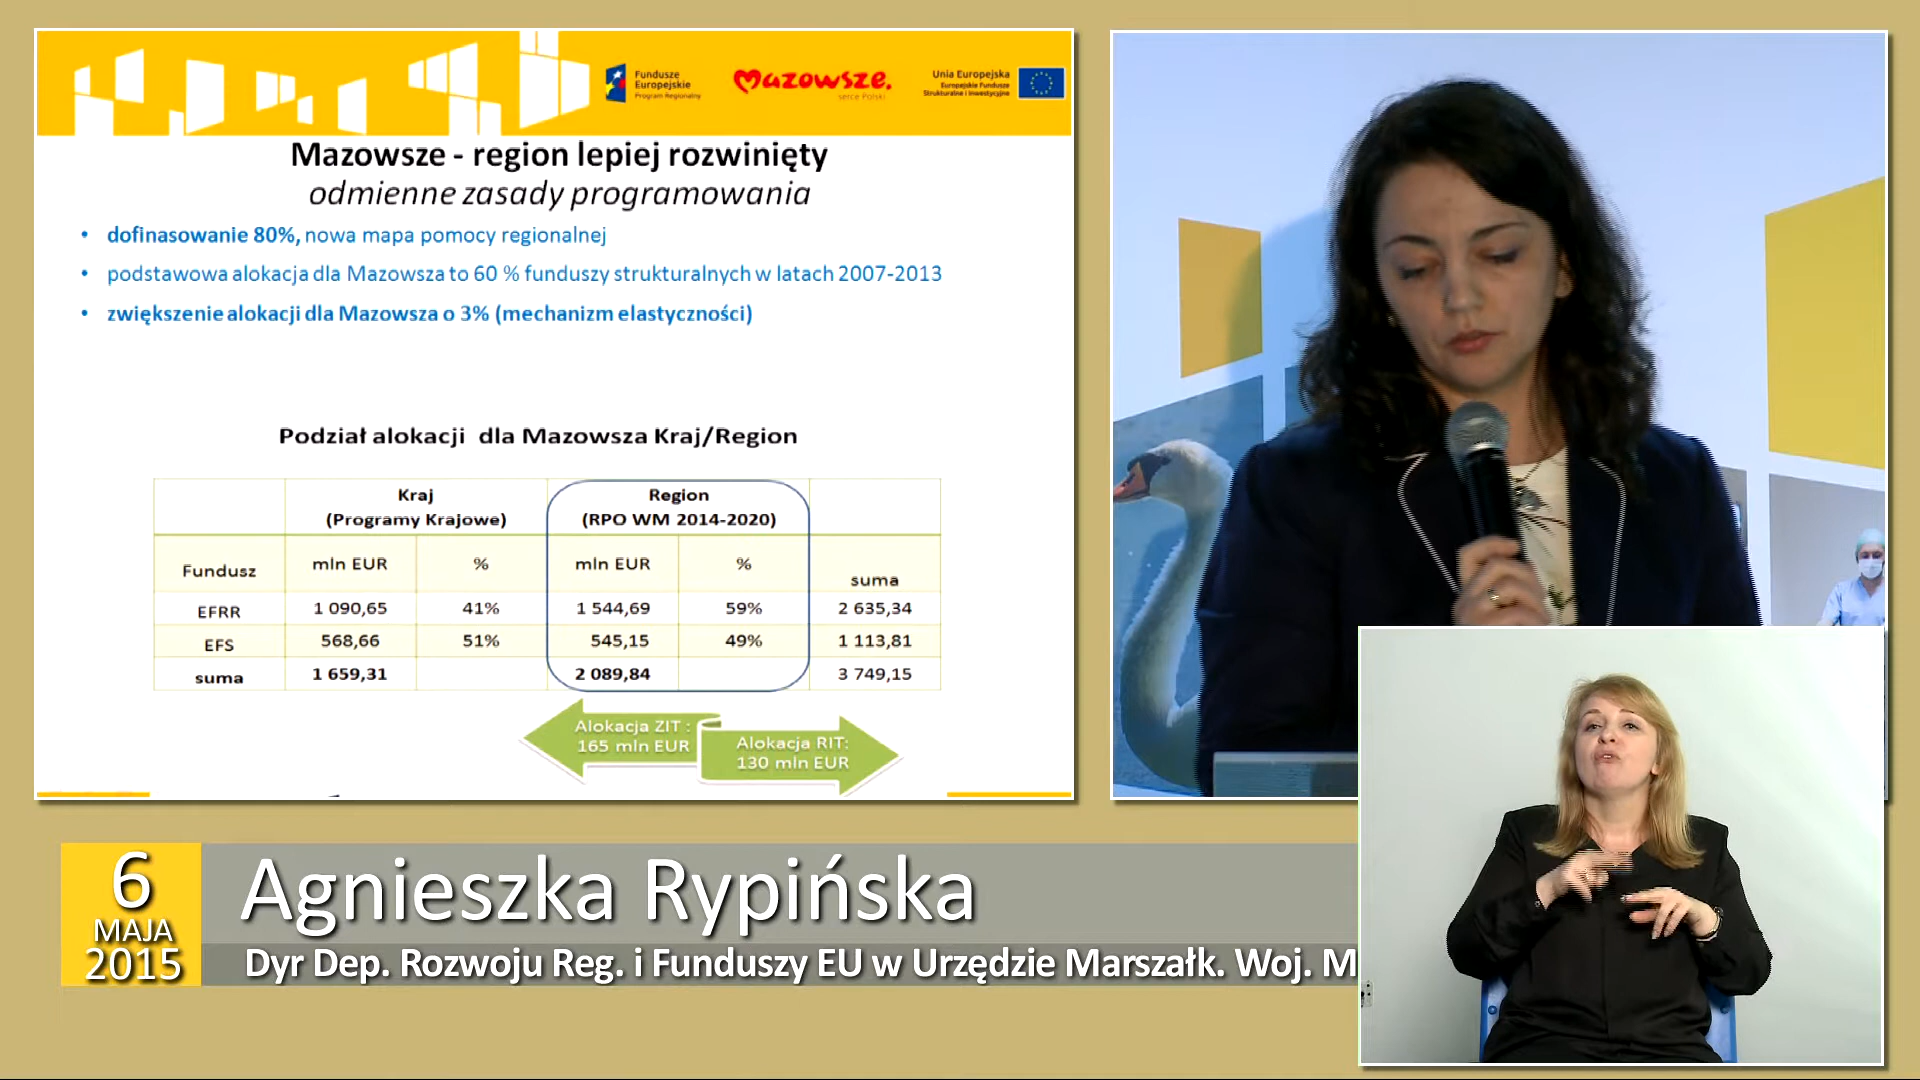 Fundusze
Europejskie
Program Regionalny
Mazowsze.
serce Polski
Unia Europejska
Europejskie Fundusze
Strukturalne i Inwestycyjne
Mazowsze - region lepiej rozwinięty
odmienne zasady programowania
• dofinasowanie 80%, nowa mapa pomocy regionalnej
• podstawowa alokacja dla Mazowsza to 60 % funduszy strukturalnych w latach 2007-2013
• zwiększenie alokacji dla Mazowsza o 3% (mechanizm elastyczności)
Podział alokacji dla Mazowsza Kraj/Region
Kraj
(Programy Krajowe)
Region
(RPO WM 2014-2020)
Fundusz mln EUR % mln EUR % suma
EFRR 1 090,65 41% 1 544,69 59% 2 635,34
EFS 568,66 51% 545,15 49% 1 113,81
suma 1 659,31 2 089,84 3 749,15
Alokacja ZIT :
165 mln EUR
Alokacja RIT:
130 mln EUR
6
MAJA
2015
Agnieszka Rypińska
Dyr Dep. Rozwoju Reg. i Funduszy EU w Urzędzie Marszałk. Woj. M